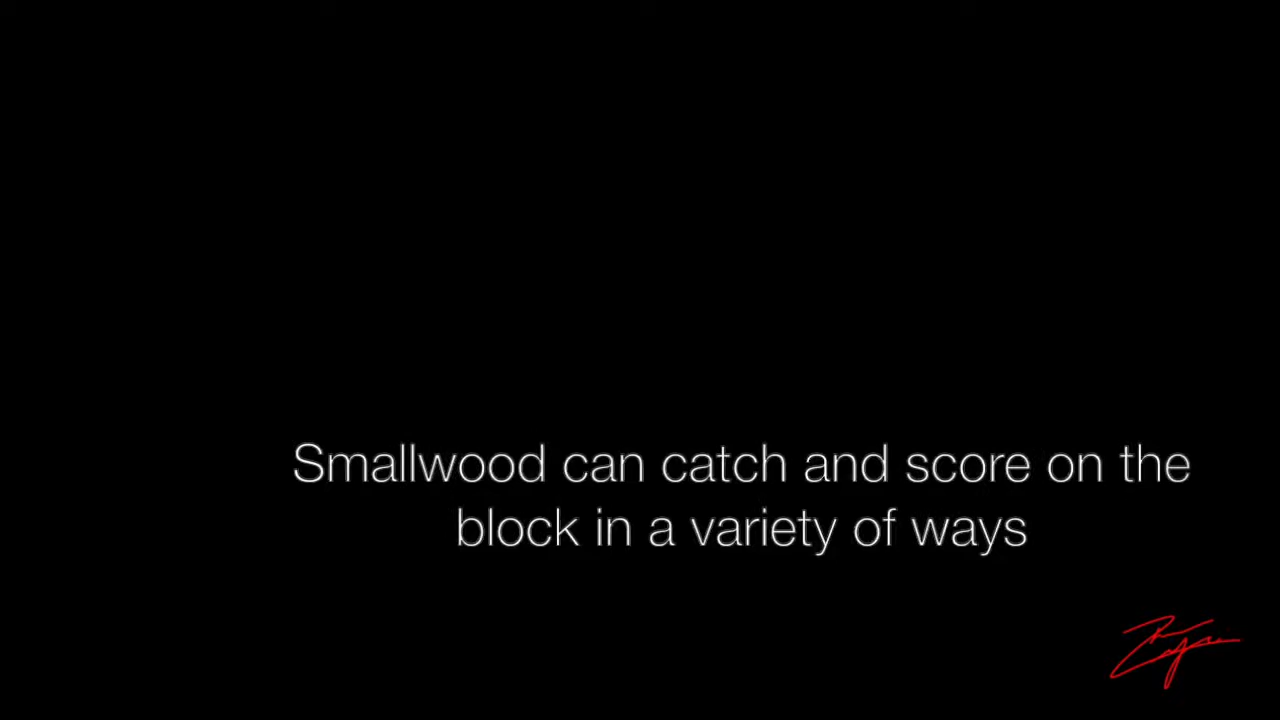 Smallwood can catch and score on the
block in a variety of ways